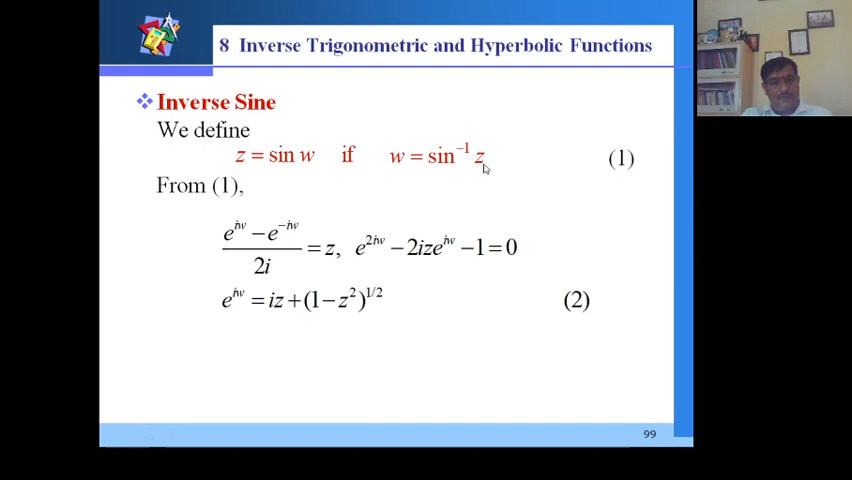 8 Inverse Trigonometric and Hyperbolic Functions
Inverse Sine
We define
z = sin w if w = sin⁻¹ z (1)
From (1),
(e^{iw} − e^{−iw})/2i = z, e^{2iw} − 2ize^{iw} − 1 = 0
e^{iw} = iz + (1 − z²)^{1/2} (2)
99